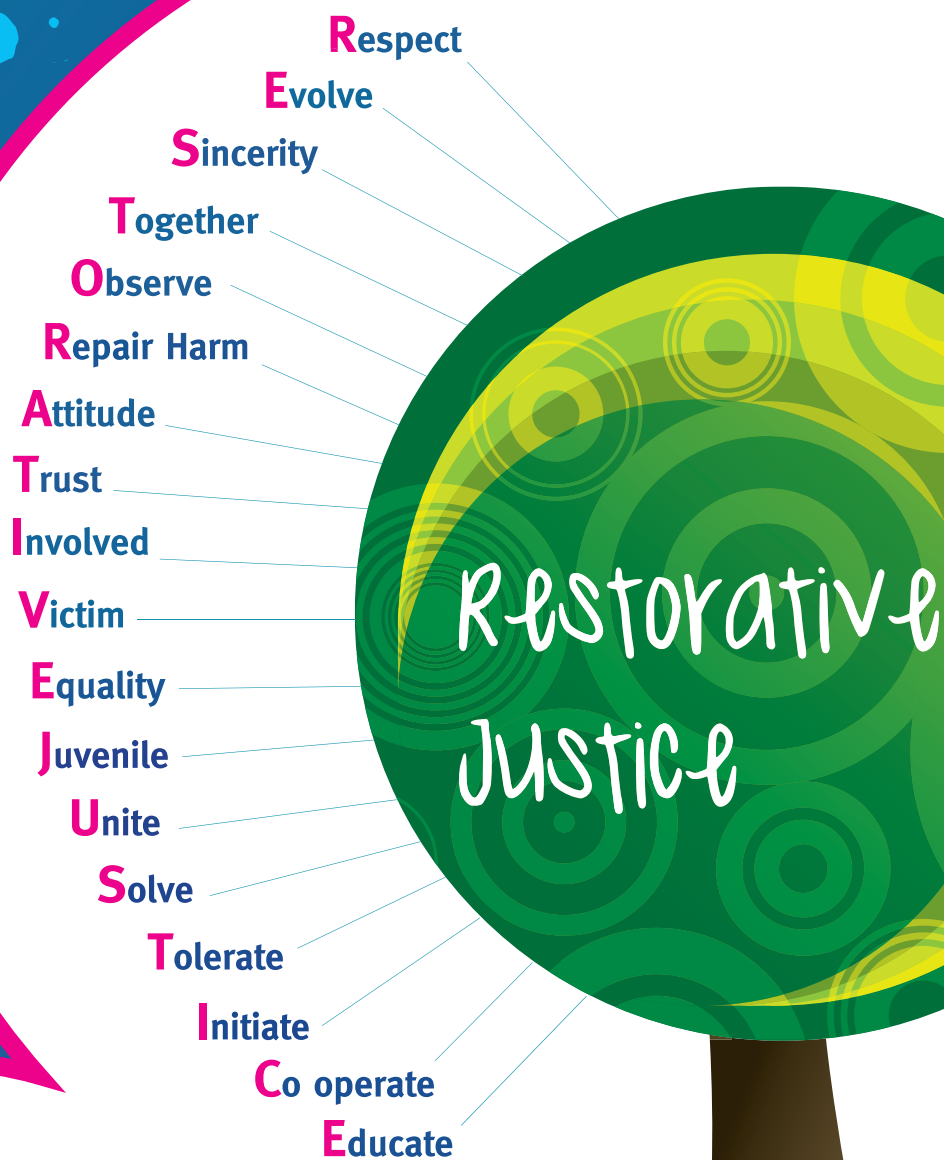 Respect
Evolve
Sincerity
Together
Observe
Repair Harm
Attitude
Trust
Involved
Victim
Equality
Juvenile
Unite
Solve
Tolerate
Initiate
Co operate
Educate
Restorative
Justice